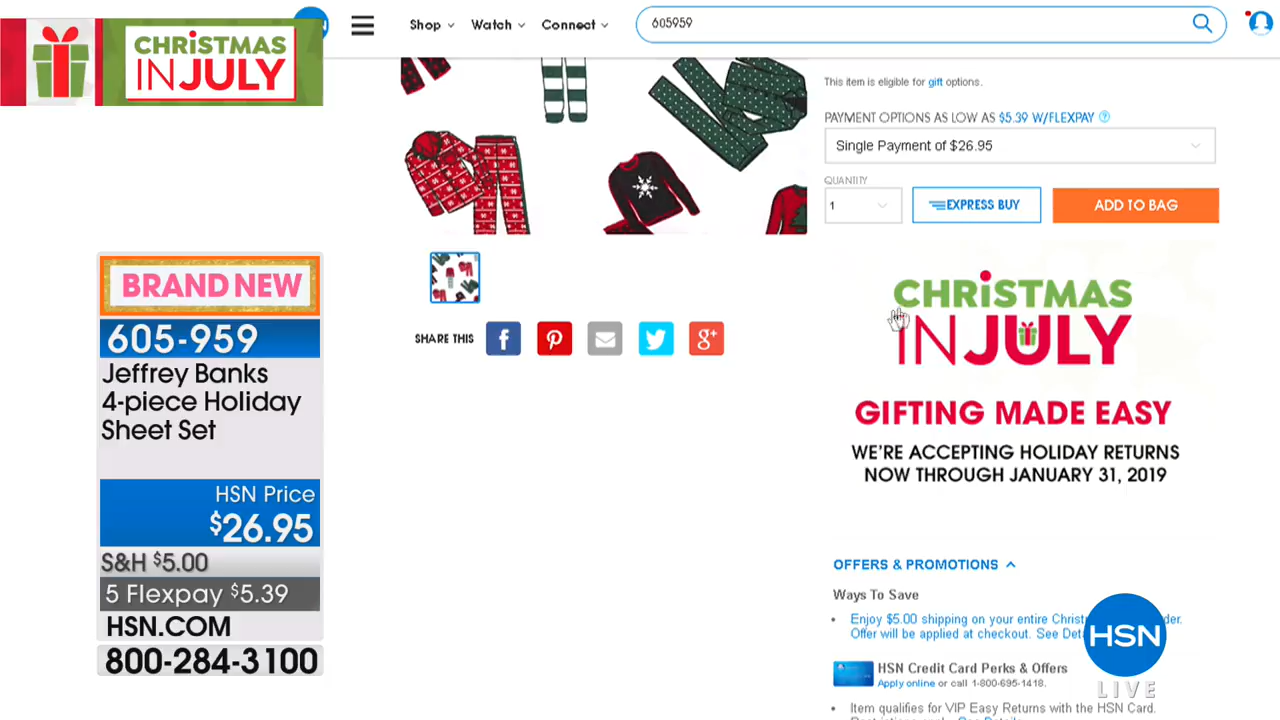 Shop
Watch
Connect
605959
CHRISTMAS
IN JULY
This item is eligible for gift options.
PAYMENT OPTIONS AS LOW AS $5.39 W/FLEXPAY ?
Single Payment of $26.95
QUANTITY
1
EXPRESS BUY
ADD TO BAG
BRAND NEW
605-959
Jeffrey Banks
4-piece Holiday
Sheet Set
HSN Price
$26.95
S&H $5.00
5 Flexpay $5.39
HSN.COM
800-284-3100
SHARE THIS
CHRISTMAS
IN JULY
GIFTING MADE EASY
WE'RE ACCEPTING HOLIDAY RETURNS
NOW THROUGH JANUARY 31, 2019
OFFERS & PROMOTIONS
Ways To Save
Enjoy $5.00 shipping on your entire
Offer will be applied at checkout. See
HSN Credit Card Perks & Offers
Apply online or call 1-800-695-1418.
Item qualifies for VIP Easy Returns with the HSN Card.
HSN
LIVE